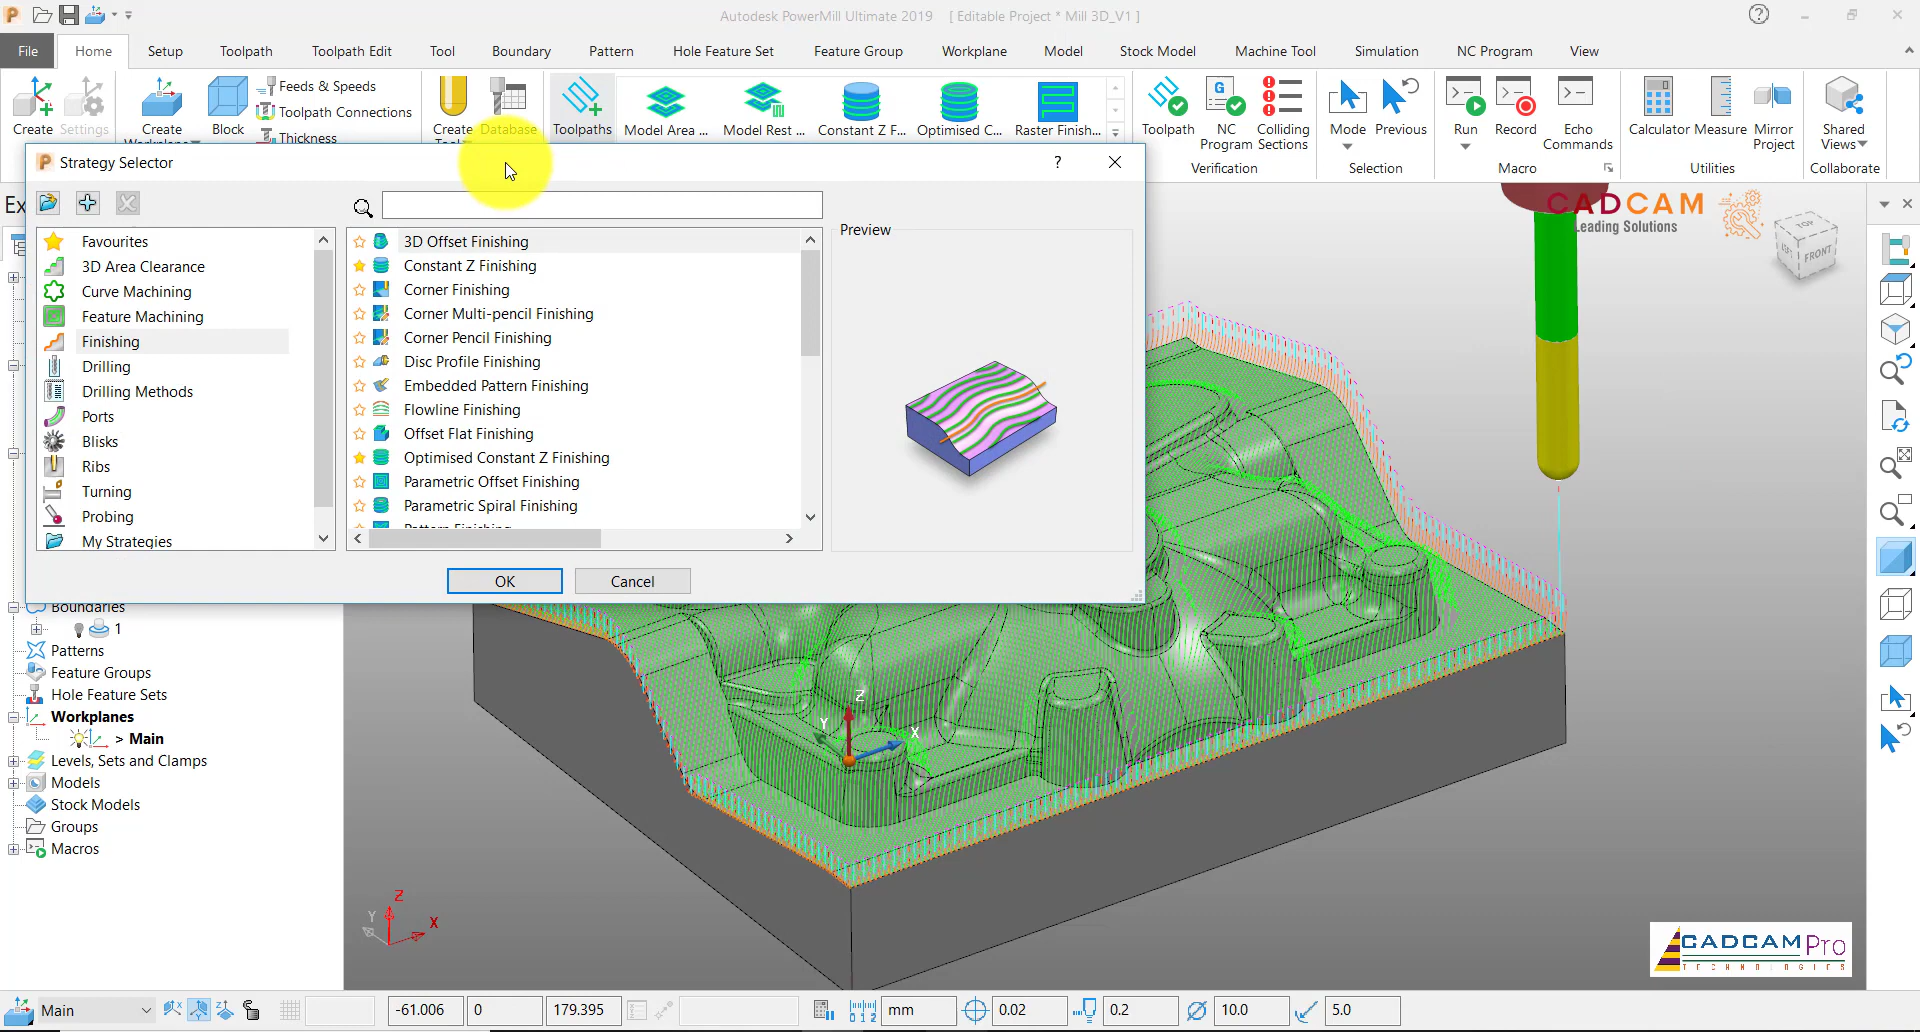 Autodesk PowerMill Ultimate 2019 [ Editable Project * Mill 3D_V1 ]
File
Home
Setup
Toolpath
Toolpath Edit
Tool
Boundary
Pattern
Hole Feature Set
Feature Group
Workplane
Model
Stock Model
Machine Tool
Simulation
NC Program
View
Create
Settings
Create
Block
Feeds & Speeds
Toolpath Connections
Thickness
Create
Database
Toolpaths
Model Area ...
Model Rest ...
Constant Z F...
Optimised C...
Raster Finish...
Toolpath
NC
Program
Colliding
Sections
Verification
Mode
Previous
Selection
Run
Record
Echo
Commands
Macro
Calculator
Measure
Mirror
Project
Utilities
Shared
Views
Collaborate
Strategy Selector
?
Ex
Favourites
3D Area Clearance
Curve Machining
Feature Machining
Finishing
Drilling
Drilling Methods
Ports
Blisks
Ribs
Turning
Probing
My Strategies
3D Offset Finishing
Constant Z Finishing
Corner Finishing
Corner Multi-pencil Finishing
Corner Pencil Finishing
Disc Profile Finishing
Embedded Pattern Finishing
Flowline Finishing
Offset Flat Finishing
Optimised Constant Z Finishing
Parametric Offset Finishing
Parametric Spiral Finishing
Pattern Finishing
Preview
OK
Cancel
CADCAM
Leading Solutions
TOP
LEFT
FRONT
Boundaries
1
Patterns
Feature Groups
Hole Feature Sets
Workplanes
> Main
Levels, Sets and Clamps
Models
Stock Models
Groups
Macros
Z
Y
X
Z
Y
X
CADCAM Pro
TECHNOLOGIES
Main
-61.006
0
179.395
mm
0.02
0.2
10.0
5.0